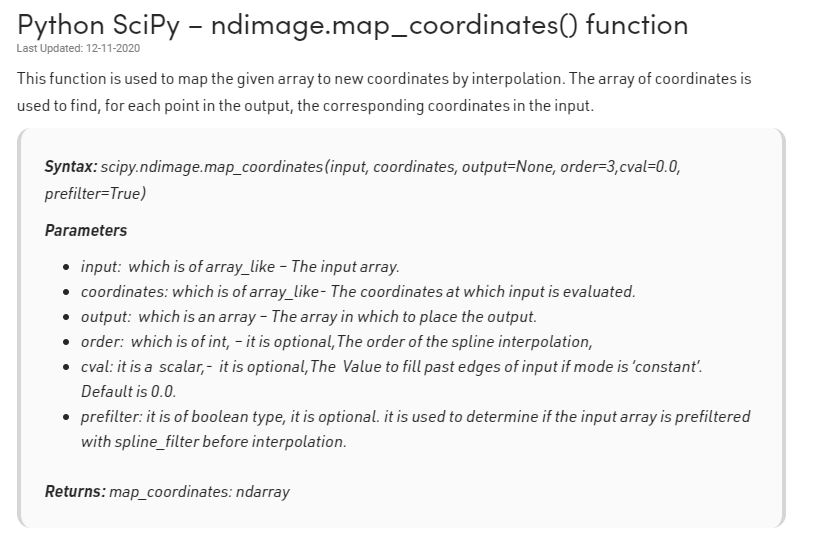 Python SciPy – ndimage.map_coordinates() function
Last Updated: 12-11-2020
This function is used to map the given array to new coordinates by interpolation. The array of coordinates is
used to find, for each point in the output, the corresponding coordinates in the input.
Syntax: scipy.ndimage.map_coordinates(input, coordinates, output=None, order=3,cval=0.0,
prefilter=True)
Parameters
• input:  which is of array_like – The input array.
• coordinates: which is of array_like- The coordinates at which input is evaluated.
• output:  which is an array – The array in which to place the output.
• order:  which is of int, – it is optional,The order of the spline interpolation,
• cval: it is a  scalar,-  it is optional,The  Value to fill past edges of input if mode is ‘constant’.
Default is 0.0.
• prefilter: it is of boolean type, it is optional. it is used to determine if the input array is prefiltered
with spline_filter before interpolation.
Returns: map_coordinates: ndarray